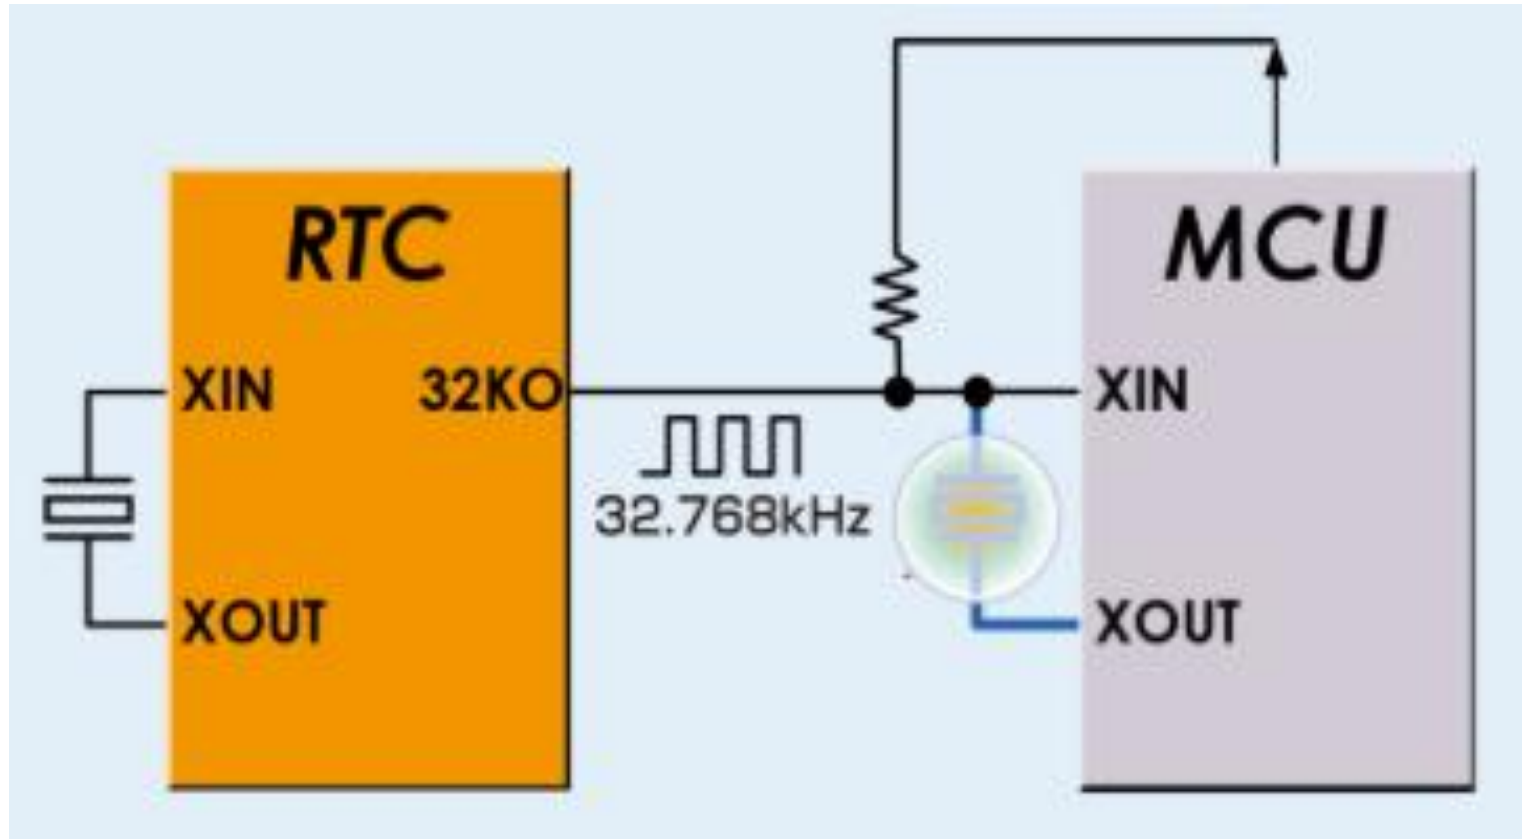 RTC
MCU
XIN
32KO
XIN
32.768kHz
XOUT
XOUT